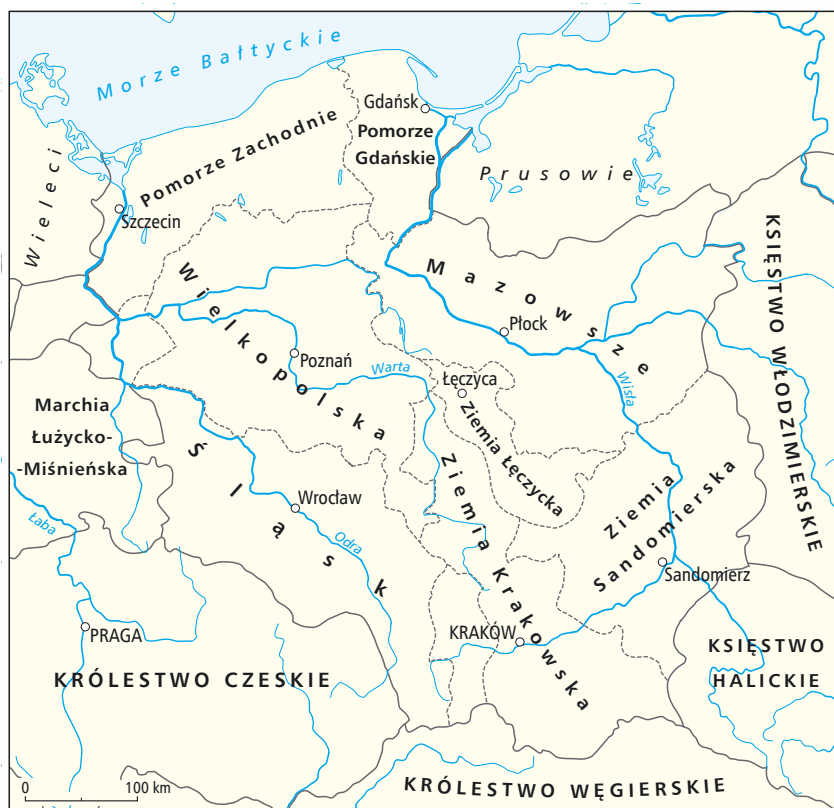 Morze Bałtyckie
Gdańsk
Pomorze
Gdańskie
Pomorze Zachodnie
Wieleci
Szczecin
Prusowie
KSIĘSTWO WŁODZIMIERSKIE
Mazowsze
Wielkopolska
Płock
Poznań
Warta
Łęczyca
Wisła
Marchia
Łużycko-
-Miśnieńska
Ziemia Łęczycka
Śląsk
Ziemia Krakowska
Ziemia
Sandomierska
Wrocław
Łaba
Odra
Sandomierz
PRAGA
KRAKÓW
KSIĘSTWO
HALICKIE
KRÓLESTWO CZESKIE
KRÓLESTWO WĘGIERSKIE
0 100 km